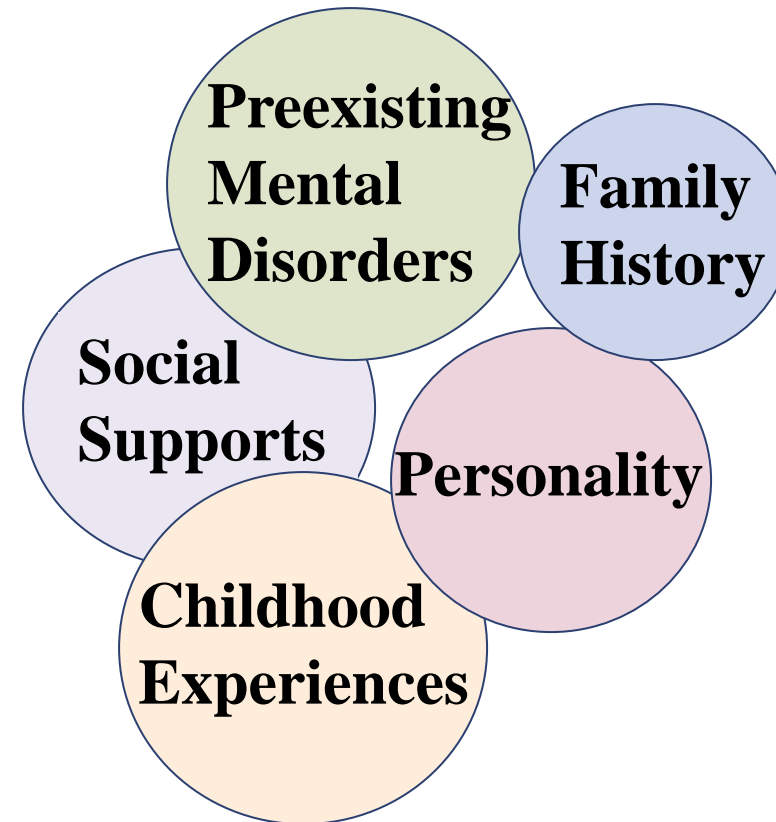 Preexisting
Mental
Disorders
Family
History
Social
Supports
Personality
Childhood
Experiences